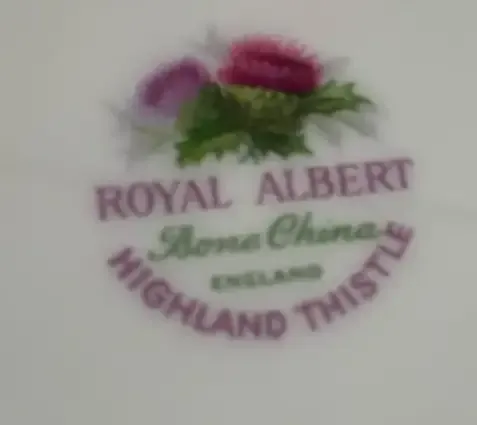 ROYAL ALBERT
Bone China
ENGLAND
HIGHLAND THISTLE